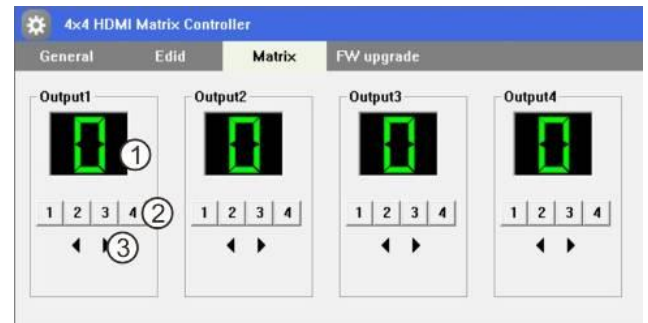 4x4 HDMI Matrix Controller
General Edid Matrix FW upgrade
Output1 Output2 Output3 Output4
0 1 0 0 0
1 2 3 4 2 1 2 3 4 1 2 3 4 1 2 3 4
3